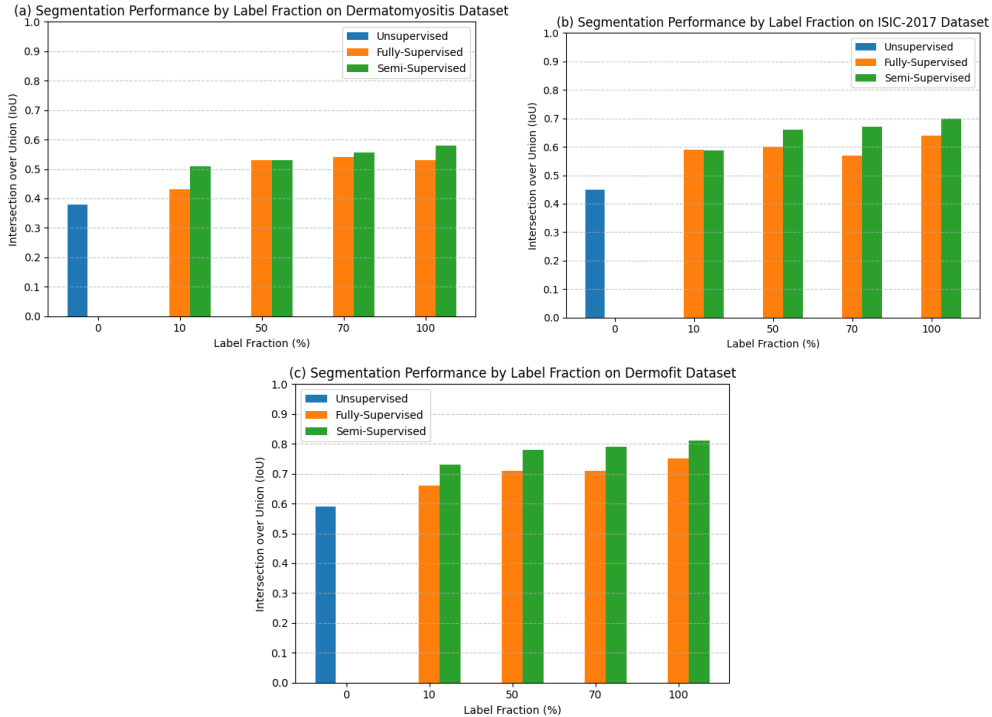 (a) Segmentation Performance by Label Fraction on Dermatomyositis Dataset
1.0
0.9
0.8
0.7
0.6
0.5
0.4
0.3
0.2
0.1
0.0
Intersection over Union (IoU)
Unsupervised
Fully-Supervised
Semi-Supervised
0 10 50 70 100
Label Fraction (%)
(b) Segmentation Performance by Label Fraction on ISIC-2017 Dataset
1.0
0.9
0.8
0.7
0.6
0.5
0.4
0.3
0.2
0.1
0.0
Intersection over Union (IoU)
Unsupervised
Fully-Supervised
Semi-Supervised
0 10 50 70 100
Label Fraction (%)
(c) Segmentation Performance by Label Fraction on Dermofit Dataset
1.0
0.9
0.8
0.7
0.6
0.5
0.4
0.3
0.2
0.1
0.0
Intersection over Union (IoU)
Unsupervised
Fully-Supervised
Semi-Supervised
0 10 50 70 100
Label Fraction (%)